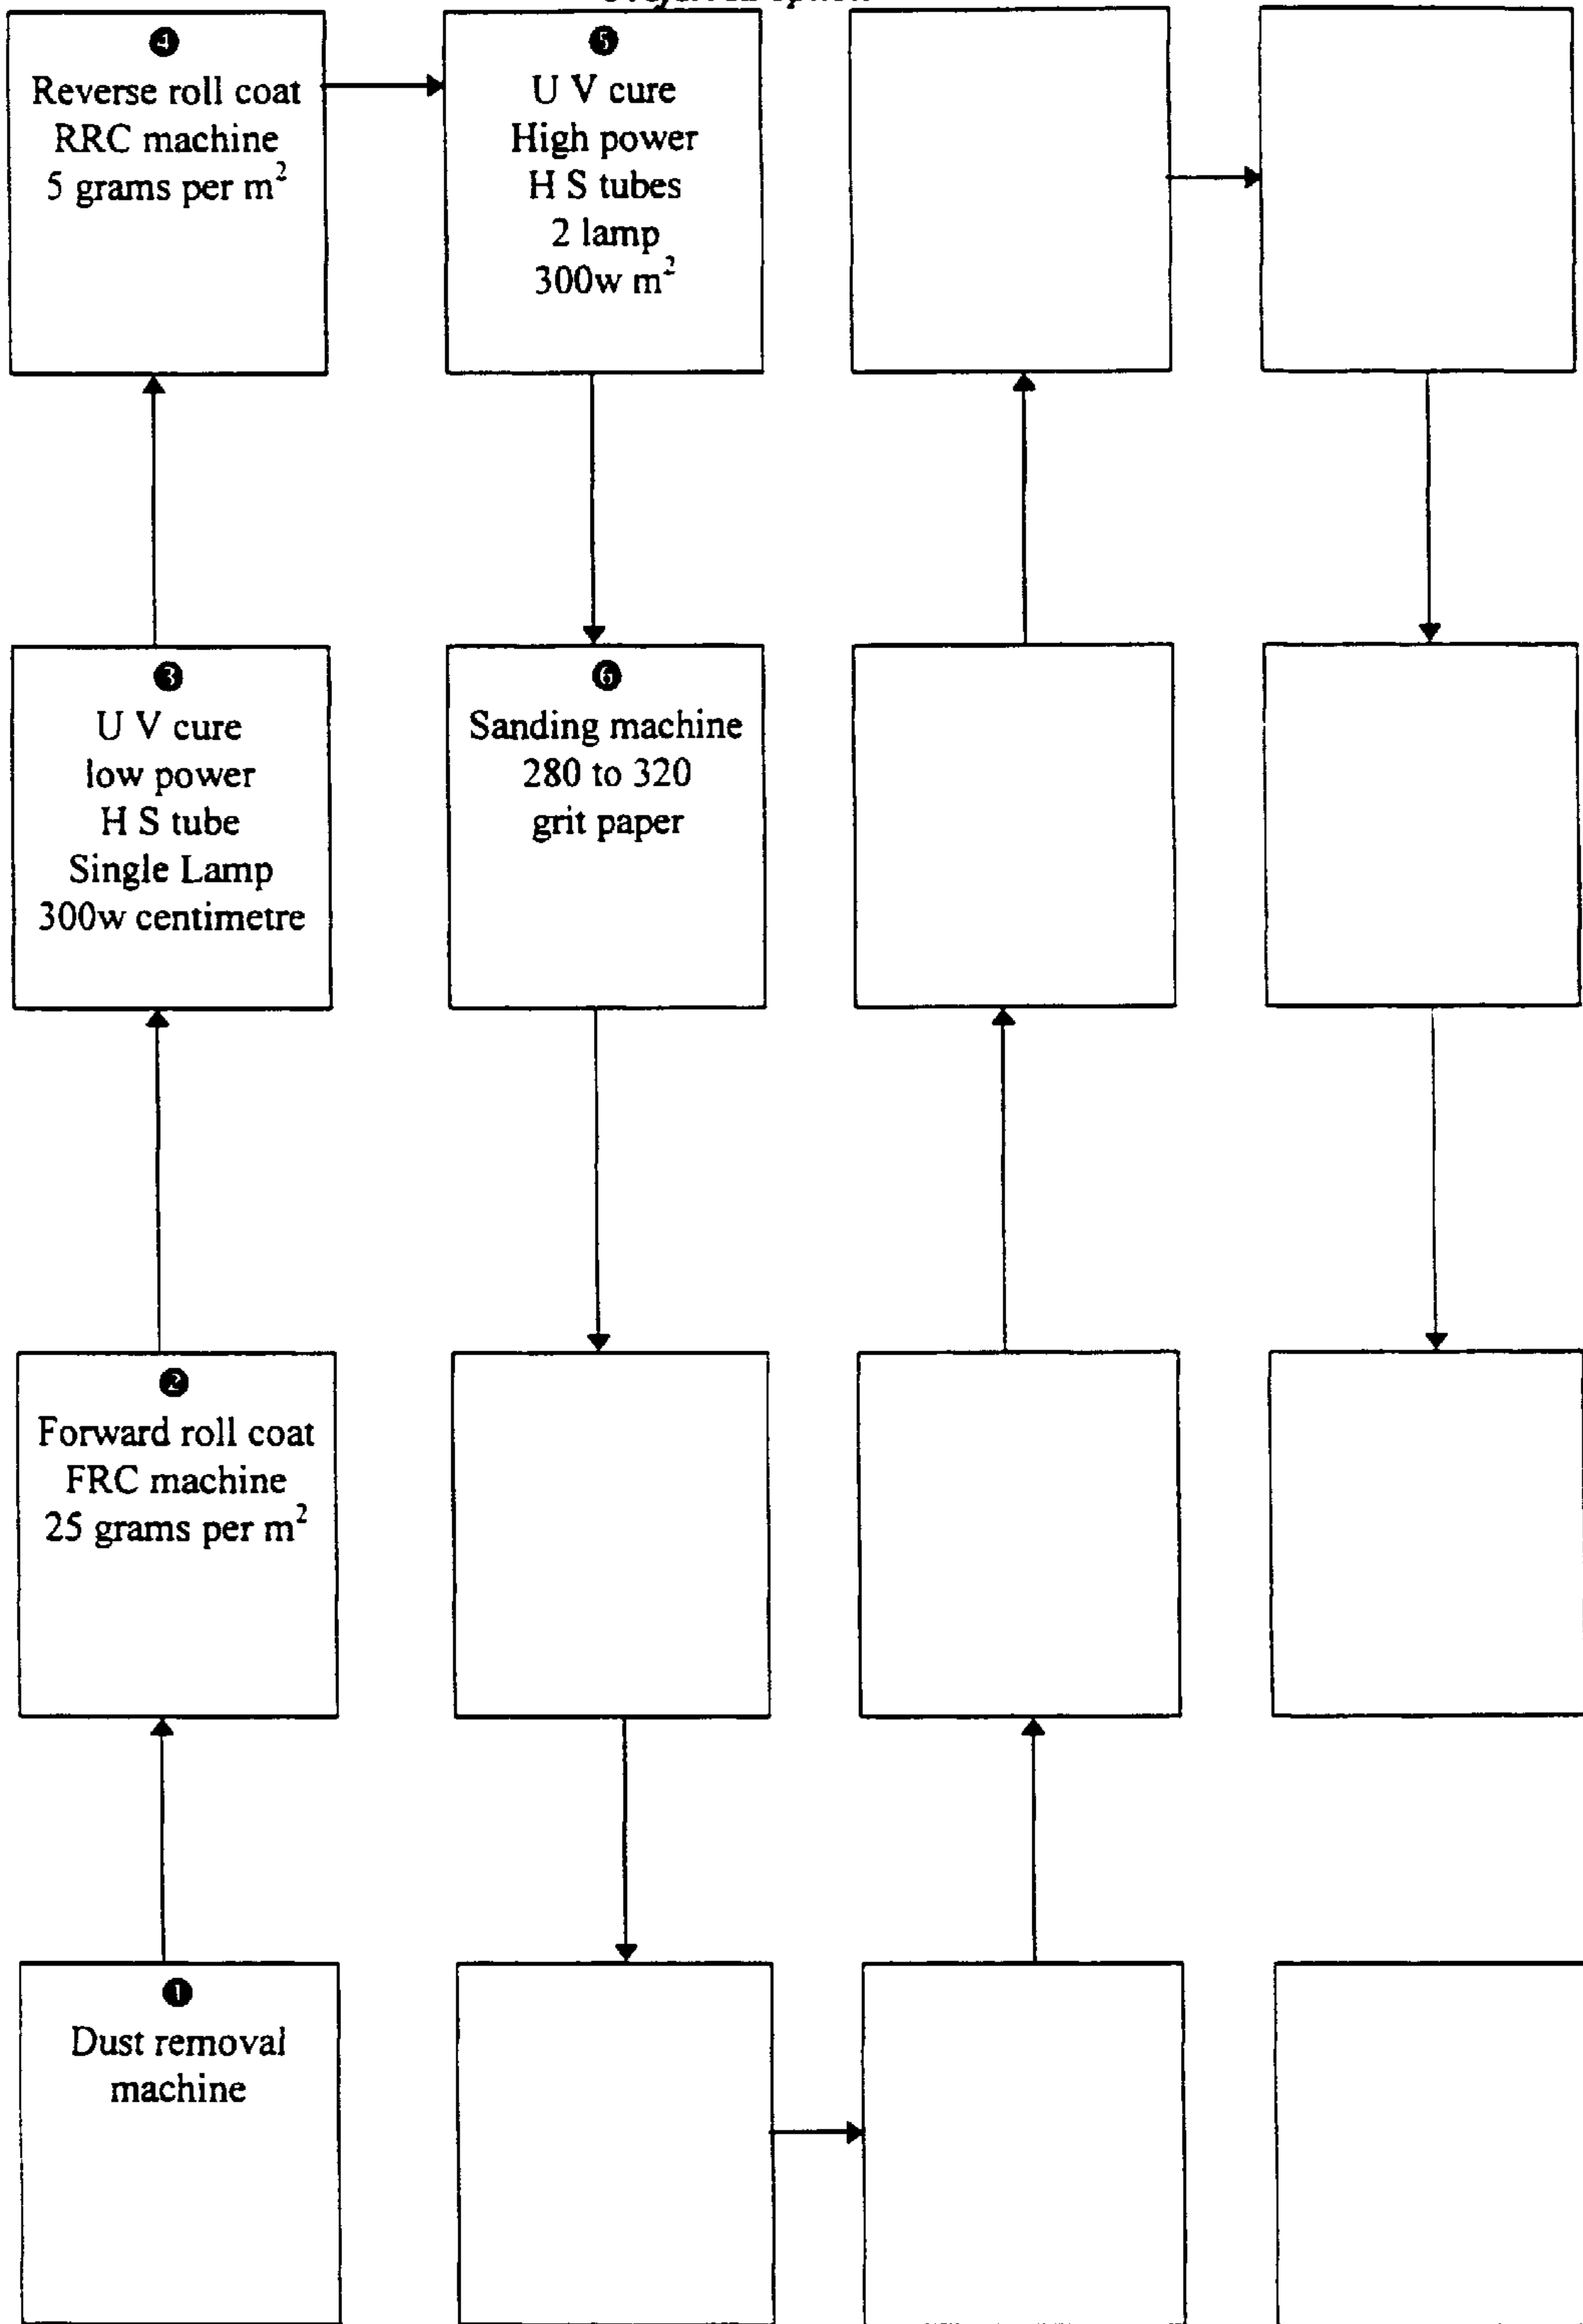 ❹
Reverse roll coat
RRC machine
5 grams per m²
❺
U V cure
High power
H S tubes
2 lamp
300w m²
❸
U V cure
low power
H S tube
Single Lamp
300w centimetre
❻
Sanding machine
280 to 320
grit paper
❷
Forward roll coat
FRC machine
25 grams per m²
❶
Dust removal
machine